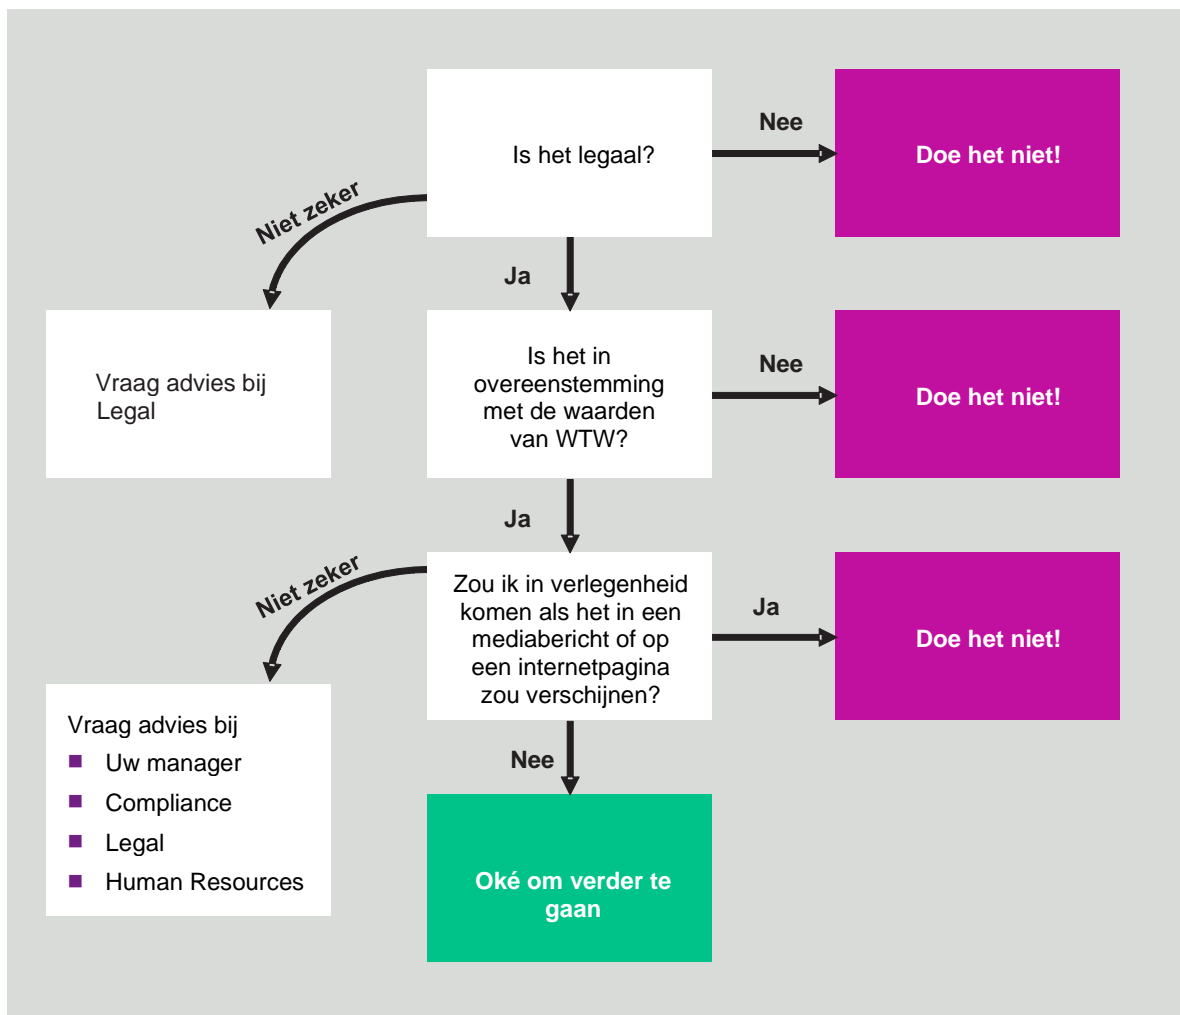 Is het legaal?
Nee
Doe het niet!
Niet zeker
Ja
Vraag advies bij
Legal
Is het in
overeenstemming
met de waarden
van WTW?
Nee
Doe het niet!
Ja
Niet zeker
Zou ik in verlegenheid
komen als het in een
mediabericht of op
een internetpagina
zou verschijnen?
Ja
Doe het niet!
Vraag advies bij
Uw manager
Compliance
Legal
Human Resources
Nee
Oké om verder te
gaan